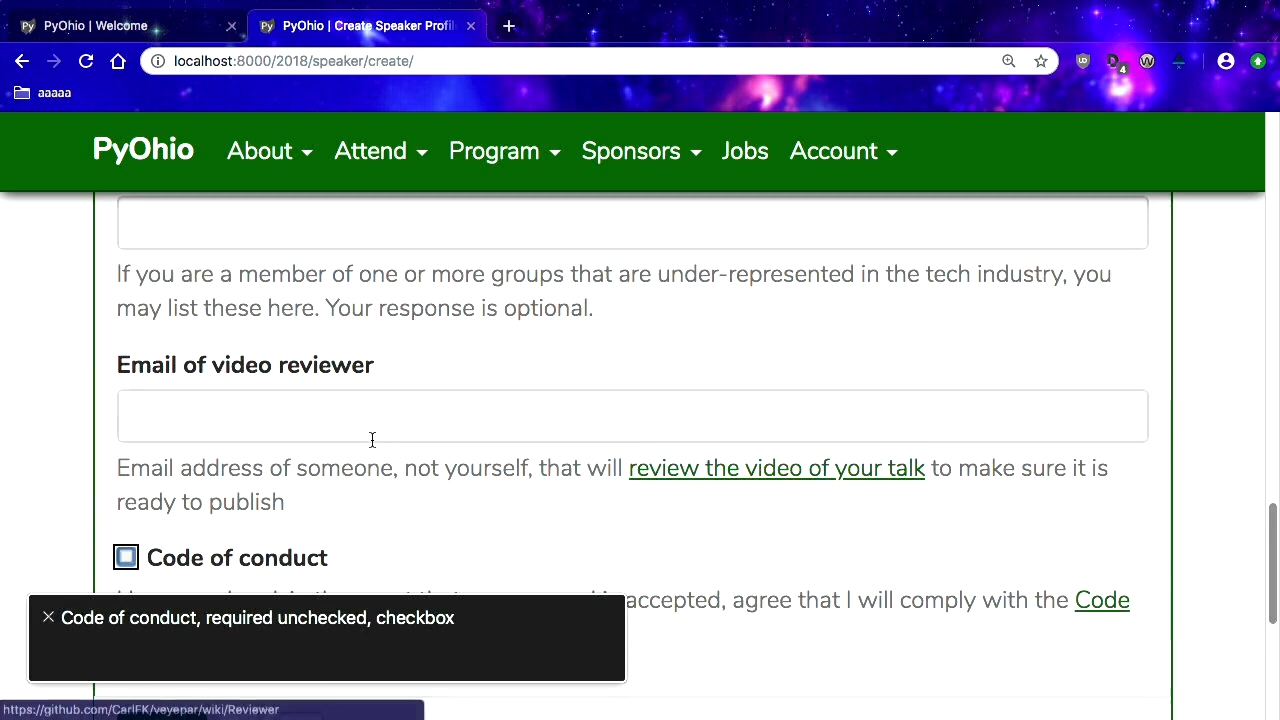 PyOhio | Welcome
PyOhio | Create Speaker Profil
localhost:8000/2018/speaker/create/
4
aaaaa
PyOhio About Attend Program Sponsors Jobs Account
If you are a member of one or more groups that are under-represented in the tech industry, you
may list these here. Your response is optional.
Email of video reviewer
Email address of someone, not yourself, that will review the video of your talk to make sure it is
ready to publish
Code of conduct
accepted, agree that I will comply with the Code
Code of conduct, required unchecked, checkbox
https://github.com/CarlFK/veyepar/wiki/Reviewer